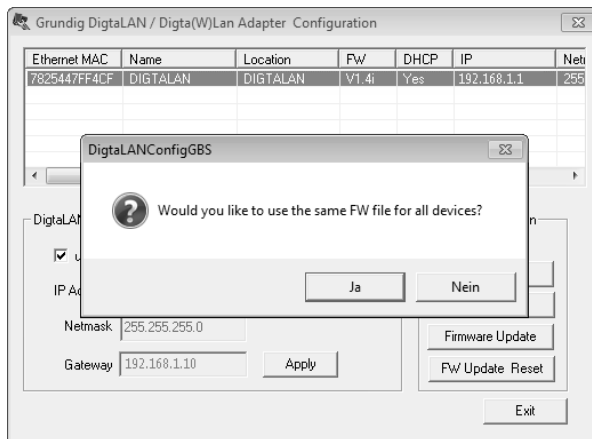 Grundig DigtaLAN / Digta(W)Lan Adapter Configuration
Ethernet MAC Name Location FW DHCP IP
7825447FF4CF DIGTALAN DIGTALAN V1.4i Yes 192.168.1.1 255
DigtaLANConfigGBS
Would you like to use the same FW file for all devices?
Ja Nein
Netmask 255.255.255.0
Firmware Update
Gateway 192.168.1.10 Apply
FW Update Reset
Exit